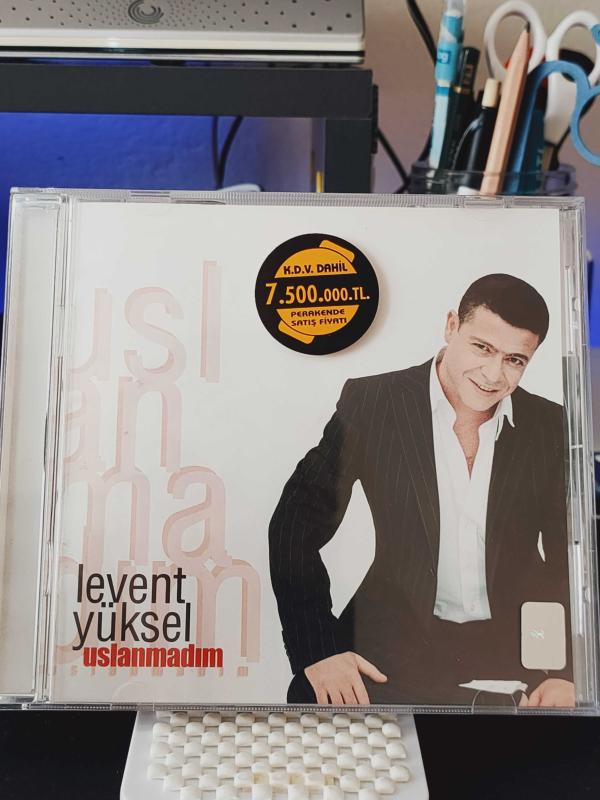 K.D.V. DAHİL
7.500.000.TL.
PERAKENDE
SATIŞ FİYATI
usl
an
ma
dım
levent
yüksel
uslanmadım